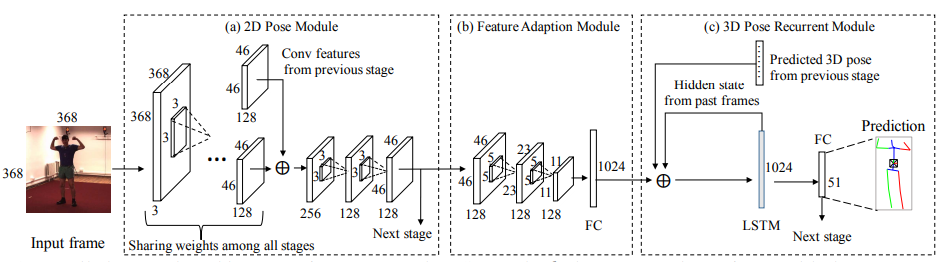 (a) 2D Pose Module
(b) Feature Adaption Module
(c) 3D Pose Recurrent Module
368
368
368
Input frame
368
368
3
3
3
46
46
128
Conv features
from previous stage
...
46
46
128
3
3
256
3
3
128
46
46
128
Sharing weights among all stages
Next stage
46
46
5
5
128
23
23
5
5
128
11
11
128
1024
FC
Predicted 3D pose
from previous stage
Hidden state
from past frames
1024
LSTM
FC
51
Next stage
Prediction